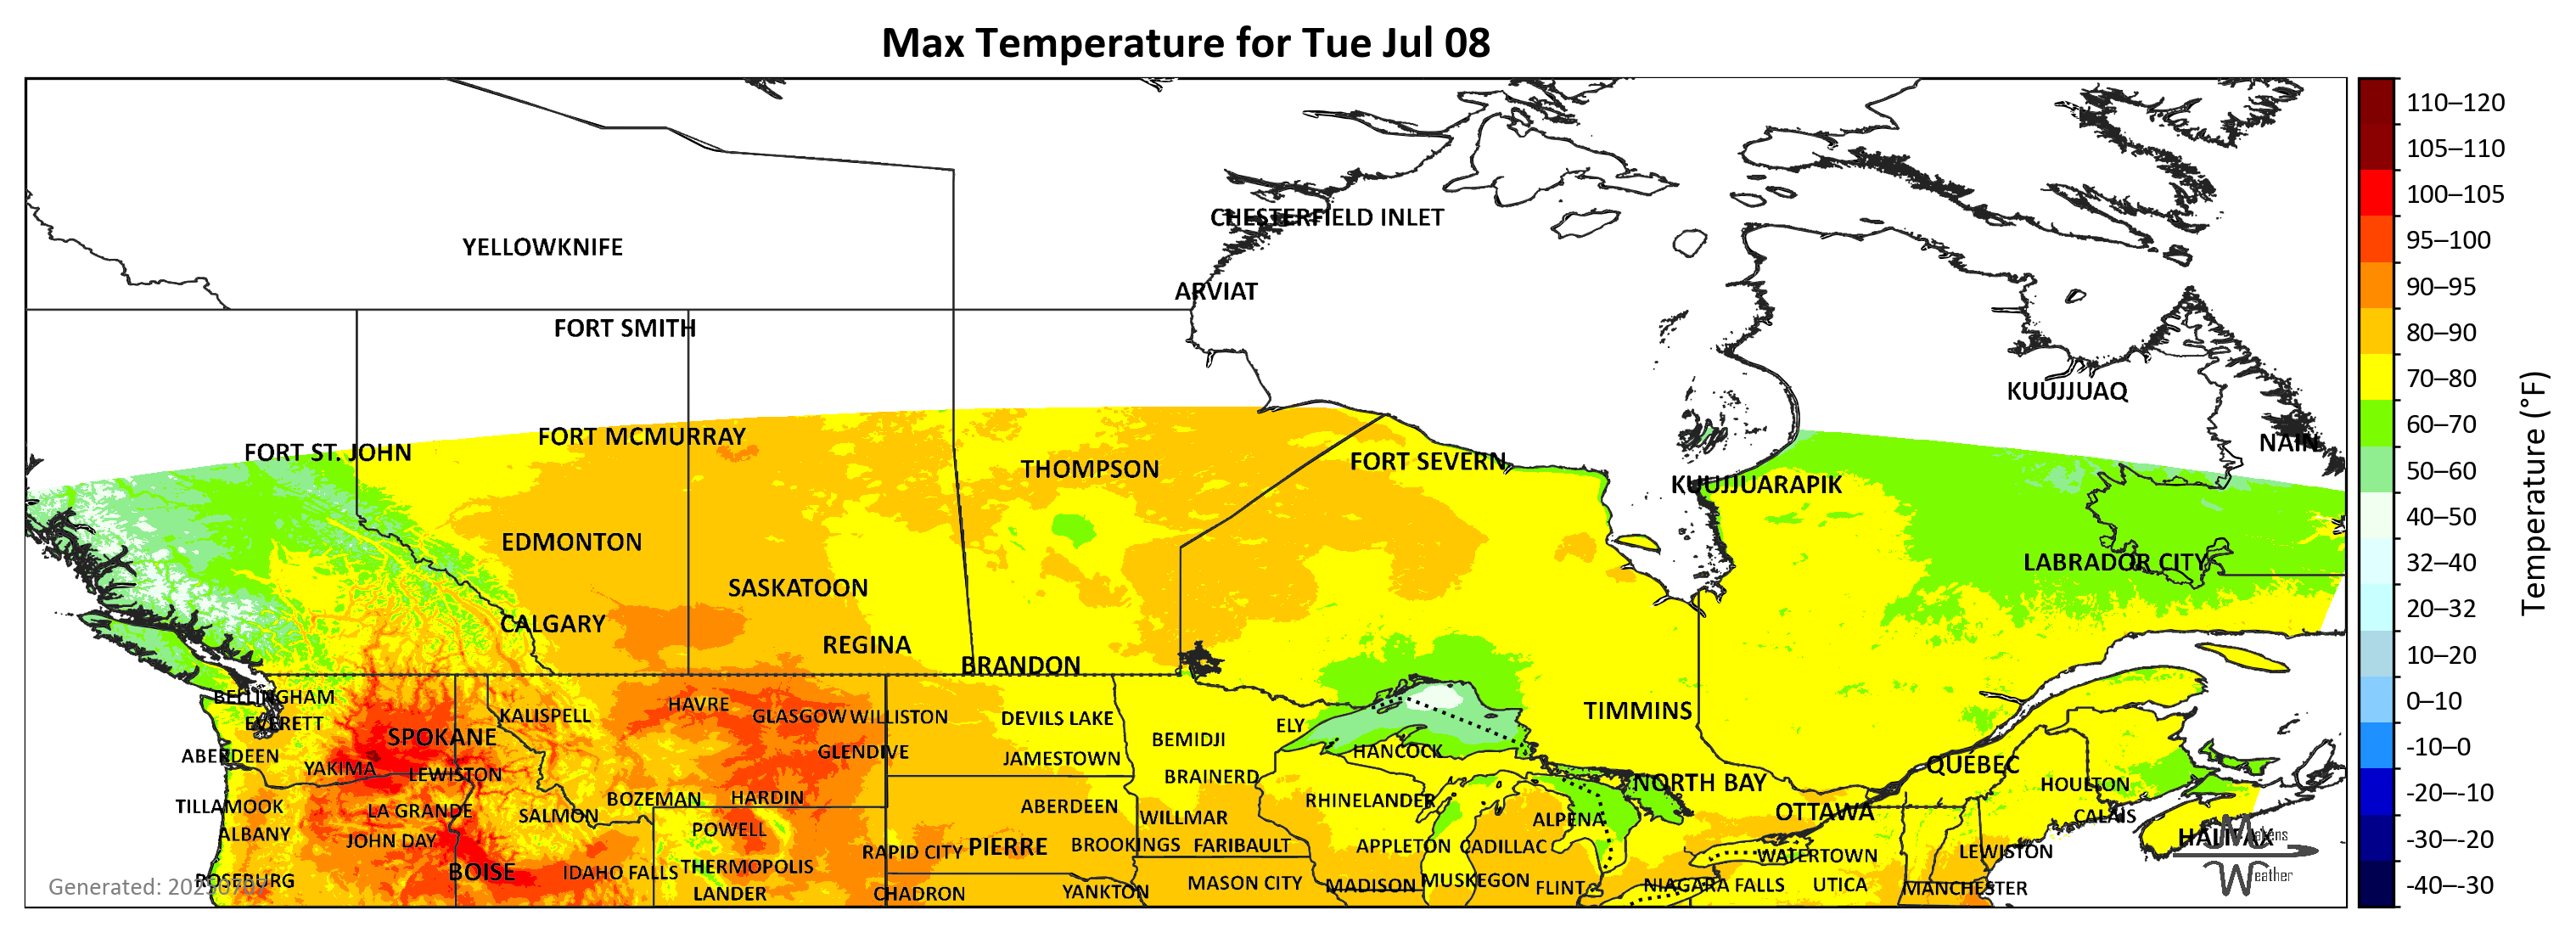 Max Temperature for Tue Jul 08
110–120
105–110
100–105
95–100
90–95
80–90
70–80
60–70
50–60
40–50
32–40
20–32
10–20
0–10
-10–0
-20–-10
-30–-20
-40–-30
Temperature (°F)
CHESTERFIELD INLET
YELLOWKNIFE
ARVIAT
FORT SMITH
KUUJJUAQ
NAIN
FORT MCMURRAY
FORT ST. JOHN
FORT SEVERN
THOMPSON
KUUJJUARAPIK
EDMONTON
LABRADOR CITY
SASKATOON
CALGARY
REGINA
BRANDON
BELLINGHAM
HAVRE
KALISPELL
GLASGOW
WILLISTON
DEVILS LAKE
TIMMINS
EVERETT
ELY
SPOKANE
BEMIDJI
HANCOCK
GLENDIVE
ABERDEEN
JAMESTOWN
QUÉBEC
YAKIMA
LEWISTON
BRAINERD
NORTH BAY
HOULTON
BOZEMAN
HARDIN
RHINELANDER
TILLAMOOK
LA GRANDE
SALMON
ABERDEEN
WILLMAR
ALPENA
OTTAWA
CALAIS
ALBANY
JOHN DAY
POWELL
RAPID CITY
PIERRE
BROOKINGS
FARIBAULT
APPLETON
CADILLAC
WATERTOWN
LEWISTON
HALIFAX
Makens
Weather
BOISE
IDAHO FALLS
THERMOPOLIS
ROSEBURG
LANDER
CHADRON
YANKTON
MASON CITY
MADISON
MUSKEGON
FLINT
NIAGARA FALLS
UTICA
MANCHESTER
Generated: 20250707